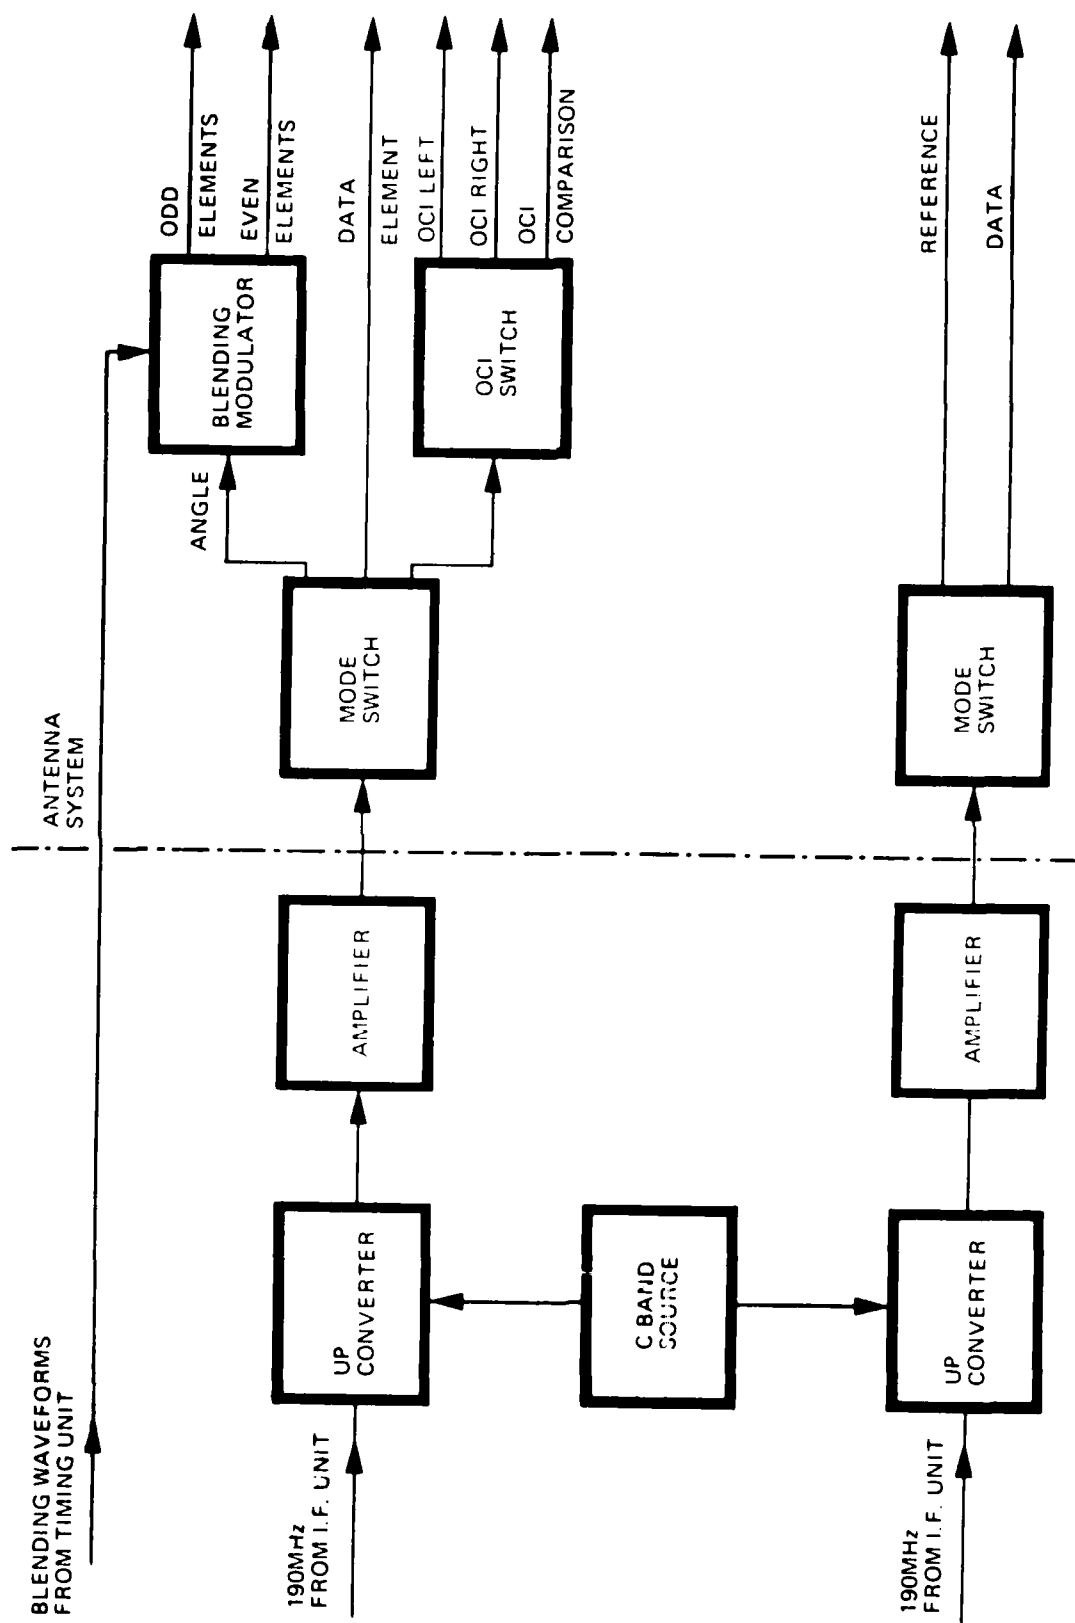 BLENDING WAVEFORMS
FROM TIMING UNIT
ANTENNA
SYSTEM
ODD
ELEMENTS
EVEN
ELEMENTS
BLENDING
MODULATOR
ANGLE
DATA
ELEMENT
OCI LEFT
OCI RIGHT
OCI
COMPARISON
OCI
SWITCH
MODE
SWITCH
AMPLIFIER
UP
CONVERTER
190MHz
FROM I.F. UNIT
C BAND
SOURCE
REFERENCE
DATA
MODE
SWITCH
AMPLIFIER
UP
CONVERTER
190MHz
FROM I.F. UNIT